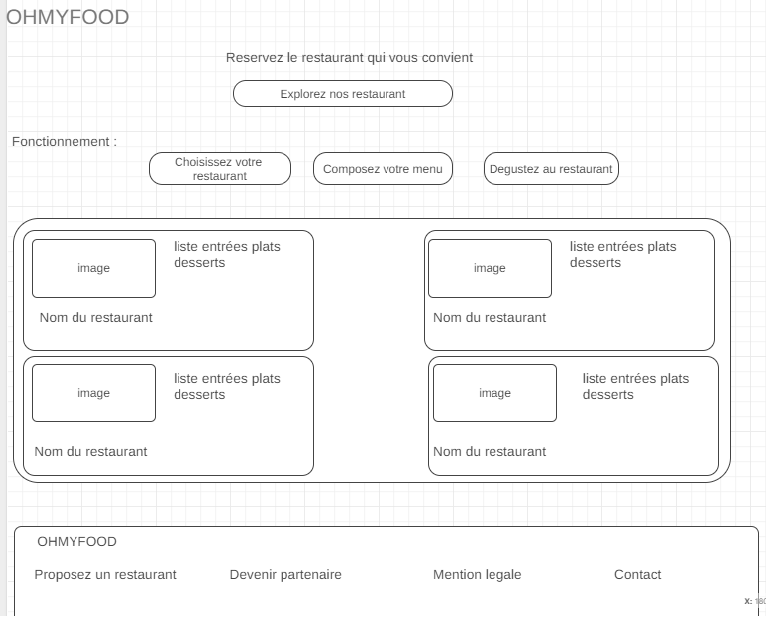 OHMYFOOD
Reservez le restaurant qui vous convient
Explorez nos restaurant
Fonctionnement :
Choisissez votre
restaurant
Composez votre menu
Degustez au restaurant
image
liste entrées plats
desserts
Nom du restaurant
image
liste entrées plats
desserts
Nom du restaurant
image
liste entrées plats
desserts
Nom du restaurant
image
liste entrées plats
desserts
Nom du restaurant
OHMYFOOD
Proposez un restaurant
Devenir partenaire
Mention legale
Contact
X: